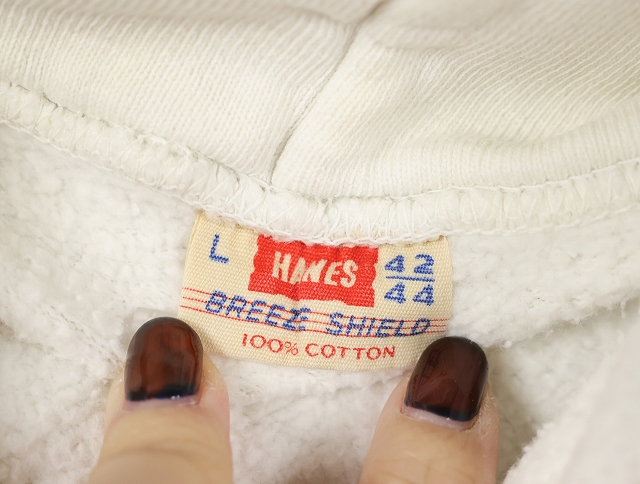 L HANES 42
44
BREEZE SHIELD
100% COTTON